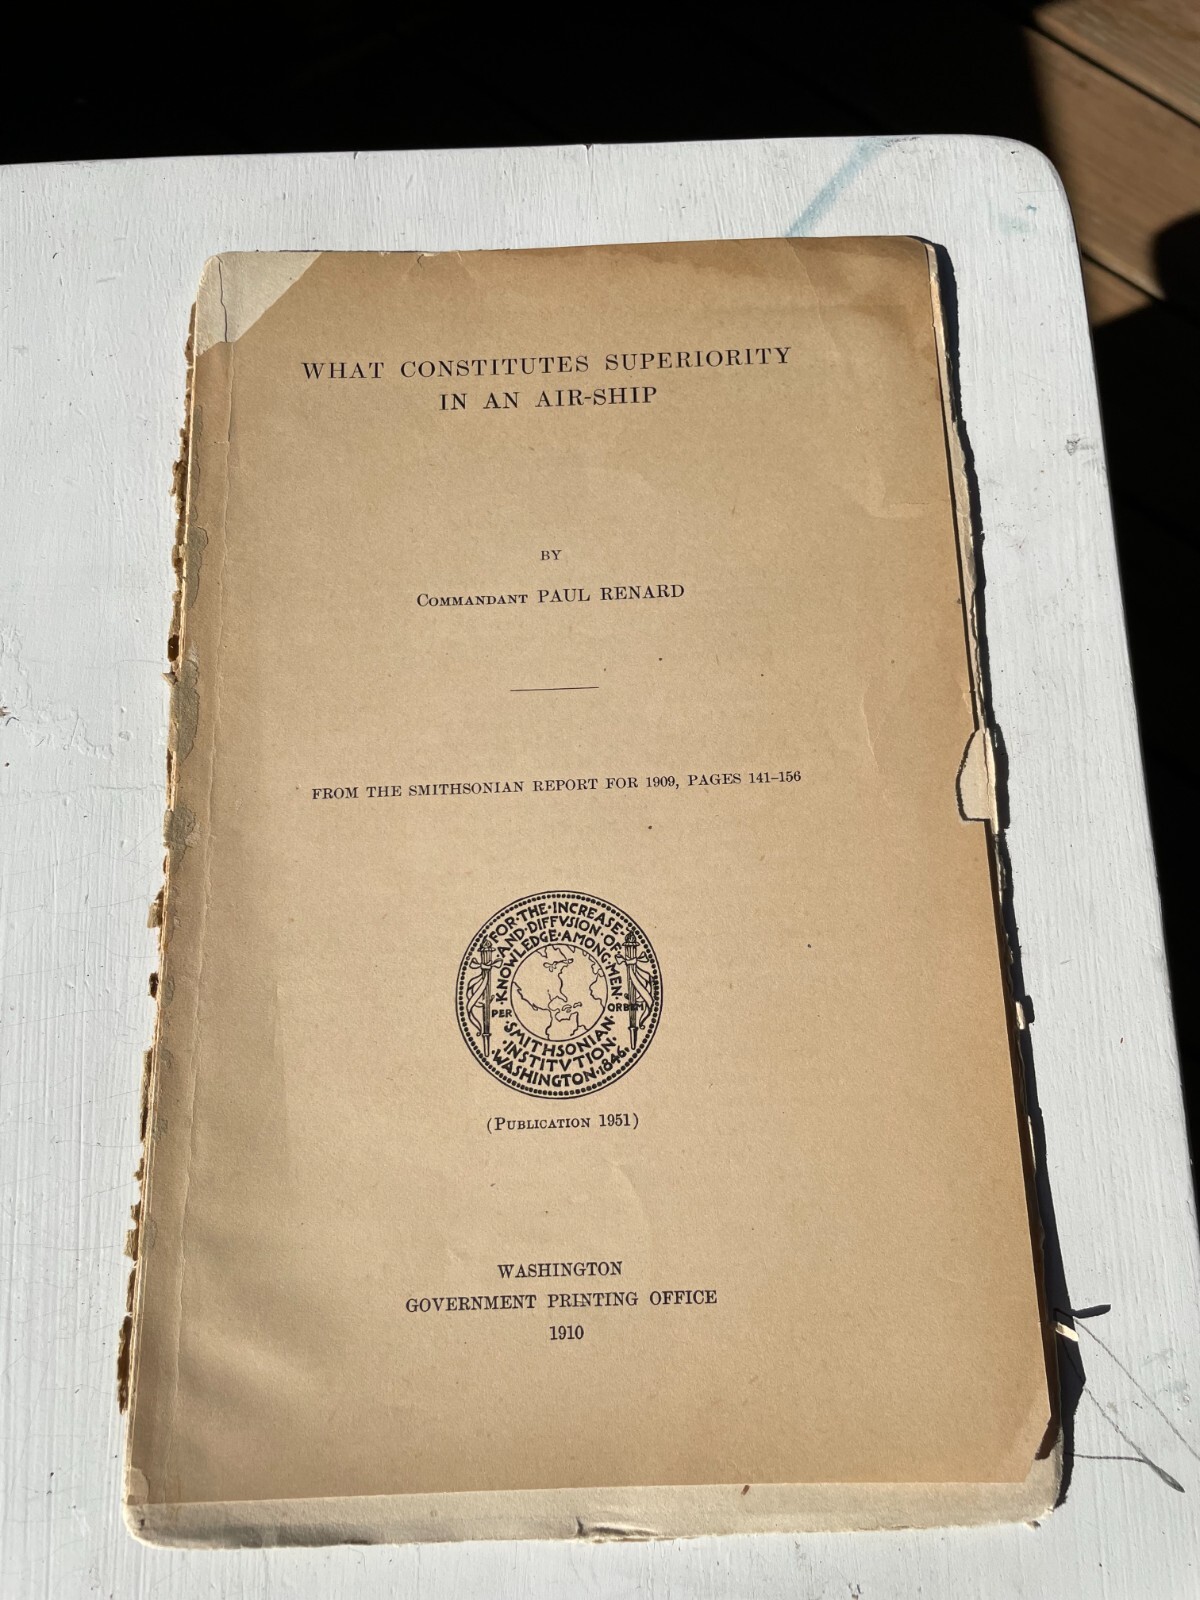 WHAT CONSTITUTES SUPERIORITY
IN AN AIR-SHIP
BY
COMMANDANT PAUL RENARD
FROM THE SMITHSONIAN REPORT FOR 1909, PAGES 141–156
FOR·THE·INCREASE·
·AND·DIFFVSION·OF·
·KNOWLEDGE·AMONG·MEN·
PER ORBEM
·SMITHSONIAN·
·INSTITVTION·
·WASHINGTON·1846·
(PUBLICATION 1951)
WASHINGTON
GOVERNMENT PRINTING OFFICE
1910